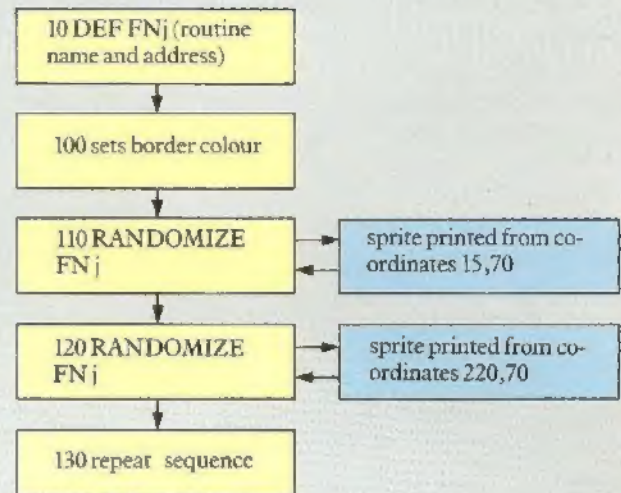 10 DEF FNj (routine
name and address)
100 sets border colour
110 RANDOMIZE
FN j
sprite printed from co-
ordinates 15,70
120 RANDOMIZE
FN j
sprite printed from co-
ordinates 220,70
130 repeat sequence